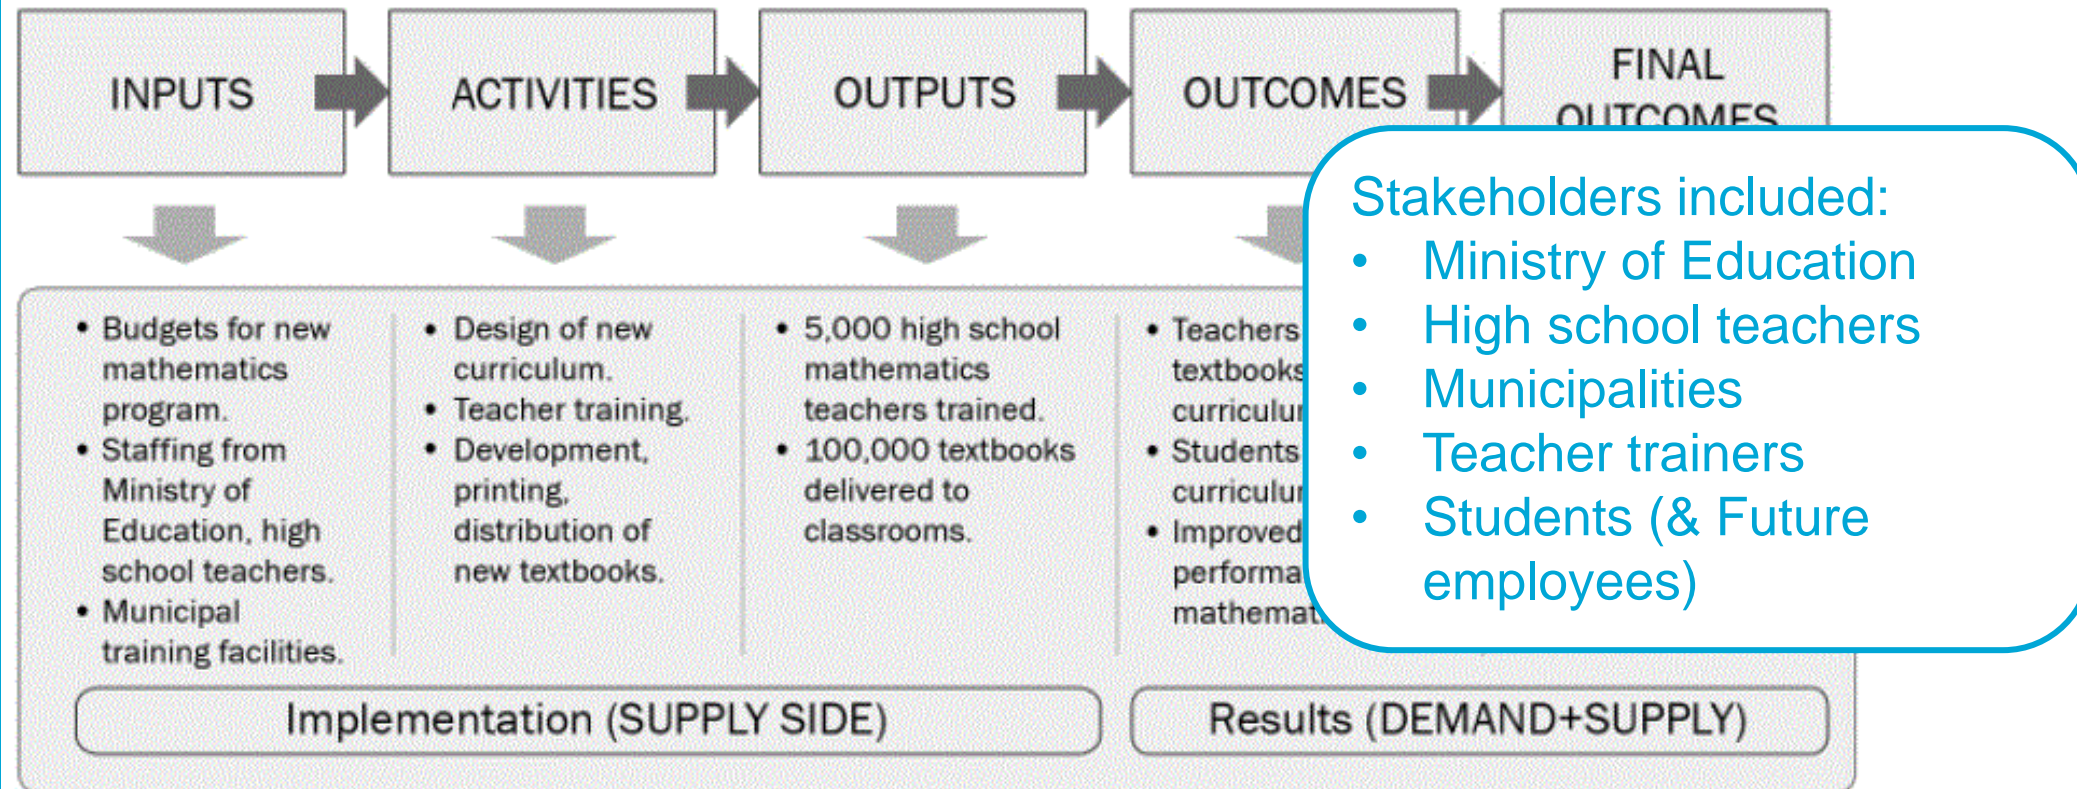 INPUTS
ACTIVITIES
OUTPUTS
OUTCOMES
FINAL
OUTCOMES
• Budgets for new
mathematics
program.
• Staffing from
Ministry of
Education, high
school teachers.
• Municipal
training facilities.
• Design of new
curriculum.
• Teacher training.
• Development,
printing,
distribution of
new textbooks.
• 5,000 high school
mathematics
teachers trained.
• 100,000 textbooks
delivered to
classrooms.
• Teachers
textbooks
• Students
• Improved
Stakeholders included:
• Ministry of Education
• High school teachers
• Municipalities
• Teacher trainers
• Students (& Future
employees)
Implementation (SUPPLY SIDE)
Results (DEMAND+SUPPLY)